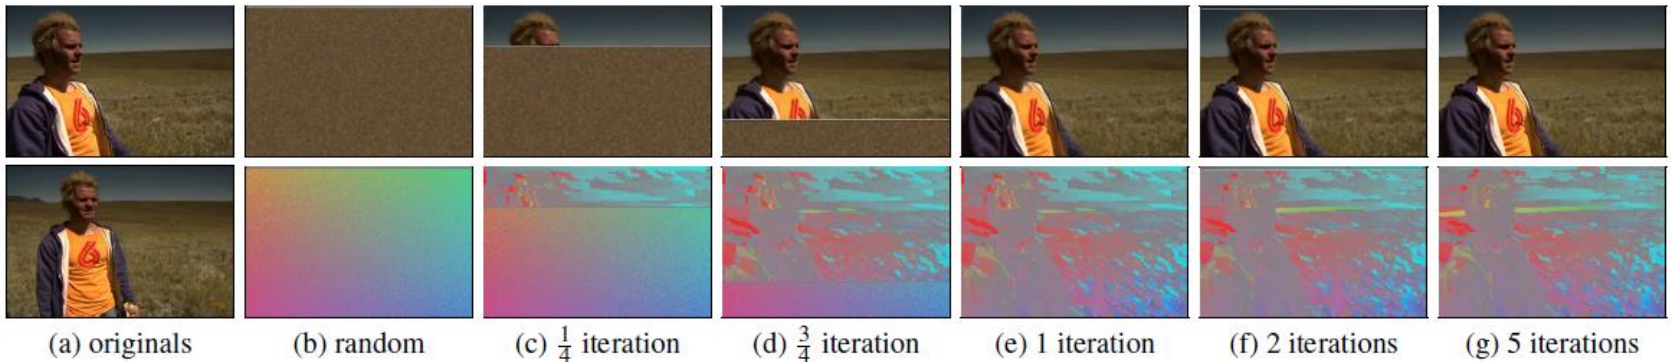 (a) originals
(b) random
(c) 1/4 iteration
(d) 3/4 iteration
(e) 1 iteration
(f) 2 iterations
(g) 5 iterations